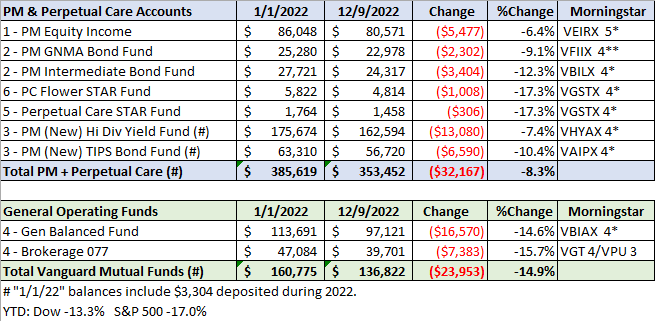 PM & Perpetual Care Accounts 1/1/2022 12/9/2022 Change %Change Morningstar
1 - PM Equity Income $ 86,048 $ 80,571 ($5,477) -6.4% VEIRX 5*
2 - PM GNMA Bond Fund $ 25,280 $ 22,978 ($2,302) -9.1% VFIIX 4**
2 - PM Intermediate Bond Fund $ 27,721 $ 24,317 ($3,404) -12.3% VBILX 4*
6 - PC Flower STAR Fund $ 5,822 $ 4,814 ($1,008) -17.3% VGSTX 4*
5 - Perpetual Care STAR Fund $ 1,764 $ 1,458 ($306) -17.3% VGSTX 4*
3 - PM (New) Hi Div Yield Fund (#) $ 175,674 $ 162,594 ($13,080) -7.4% VHYAX 4*
3 - PM (New) TIPS Bond Fund (#) $ 63,310 $ 56,720 ($6,590) -10.4% VAIPX 4*
Total PM + Perpetual Care (#) $ 385,619 $ 353,452 ($32,167) -8.3%
General Operating Funds 1/1/2022 12/9/2022 Change %Change Morningstar
4 - Gen Balanced Fund $ 113,691 $ 97,121 ($16,570) -14.6% VBIAX 4*
4 - Brokerage 077 $ 47,084 $ 39,701 ($7,383) -15.7% VGT 4/VPU 3
Total Vanguard Mutual Funds (#) $ 160,775 $ 136,822 ($23,953) -14.9%
# "1/1/22" balances include $3,304 deposited during 2022.
YTD: Dow -13.3% S&P 500 -17.0%